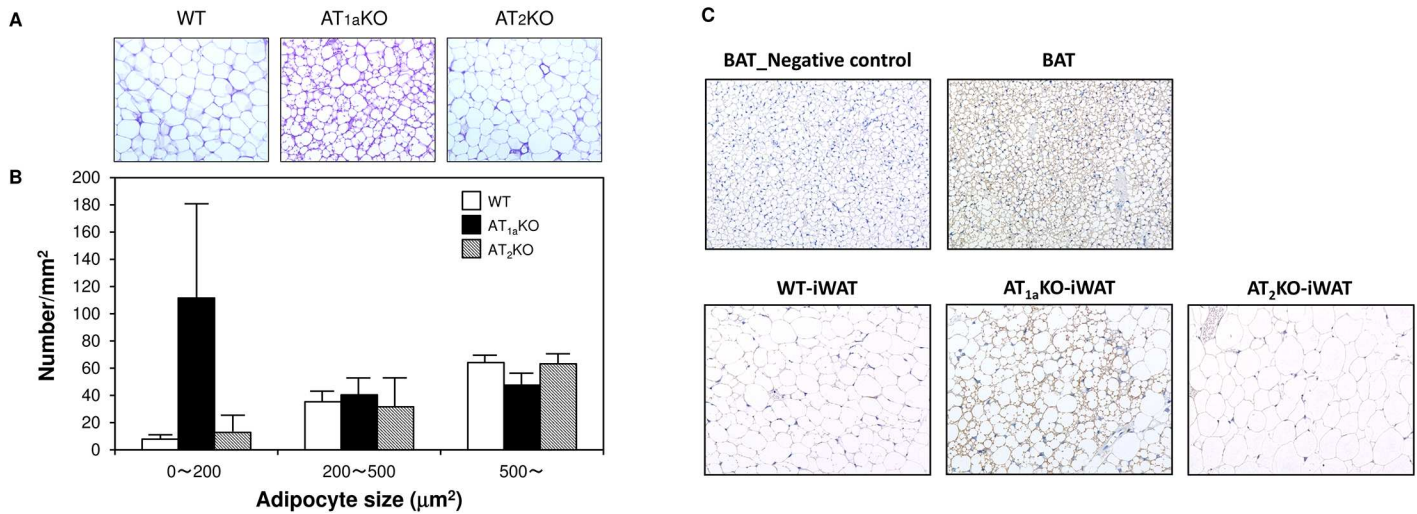 A
WT
AT1aKO
AT2KO
B
200
180
160
140
120
100
80
60
40
20
0
Number/mm2
WT
AT1aKO
AT2KO
0～200
200～500
500～
Adipocyte size (μm2)
C
BAT_Negative control
BAT
WT-iWAT
AT1aKO-iWAT
AT2KO-iWAT